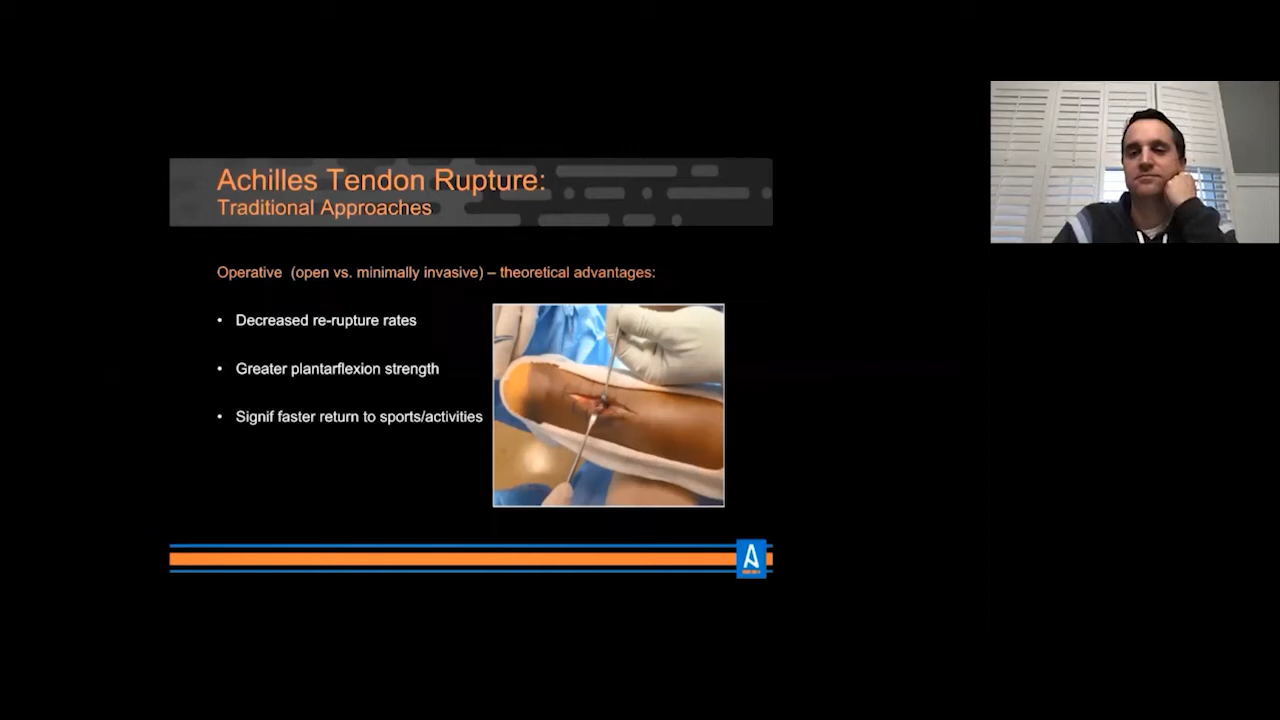 Achilles Tendon Rupture:
Traditional Approaches
Operative (open vs. minimally invasive) – theoretical advantages:
• Decreased re-rupture rates
• Greater plantarflexion strength
• Signif faster return to sports/activities
A